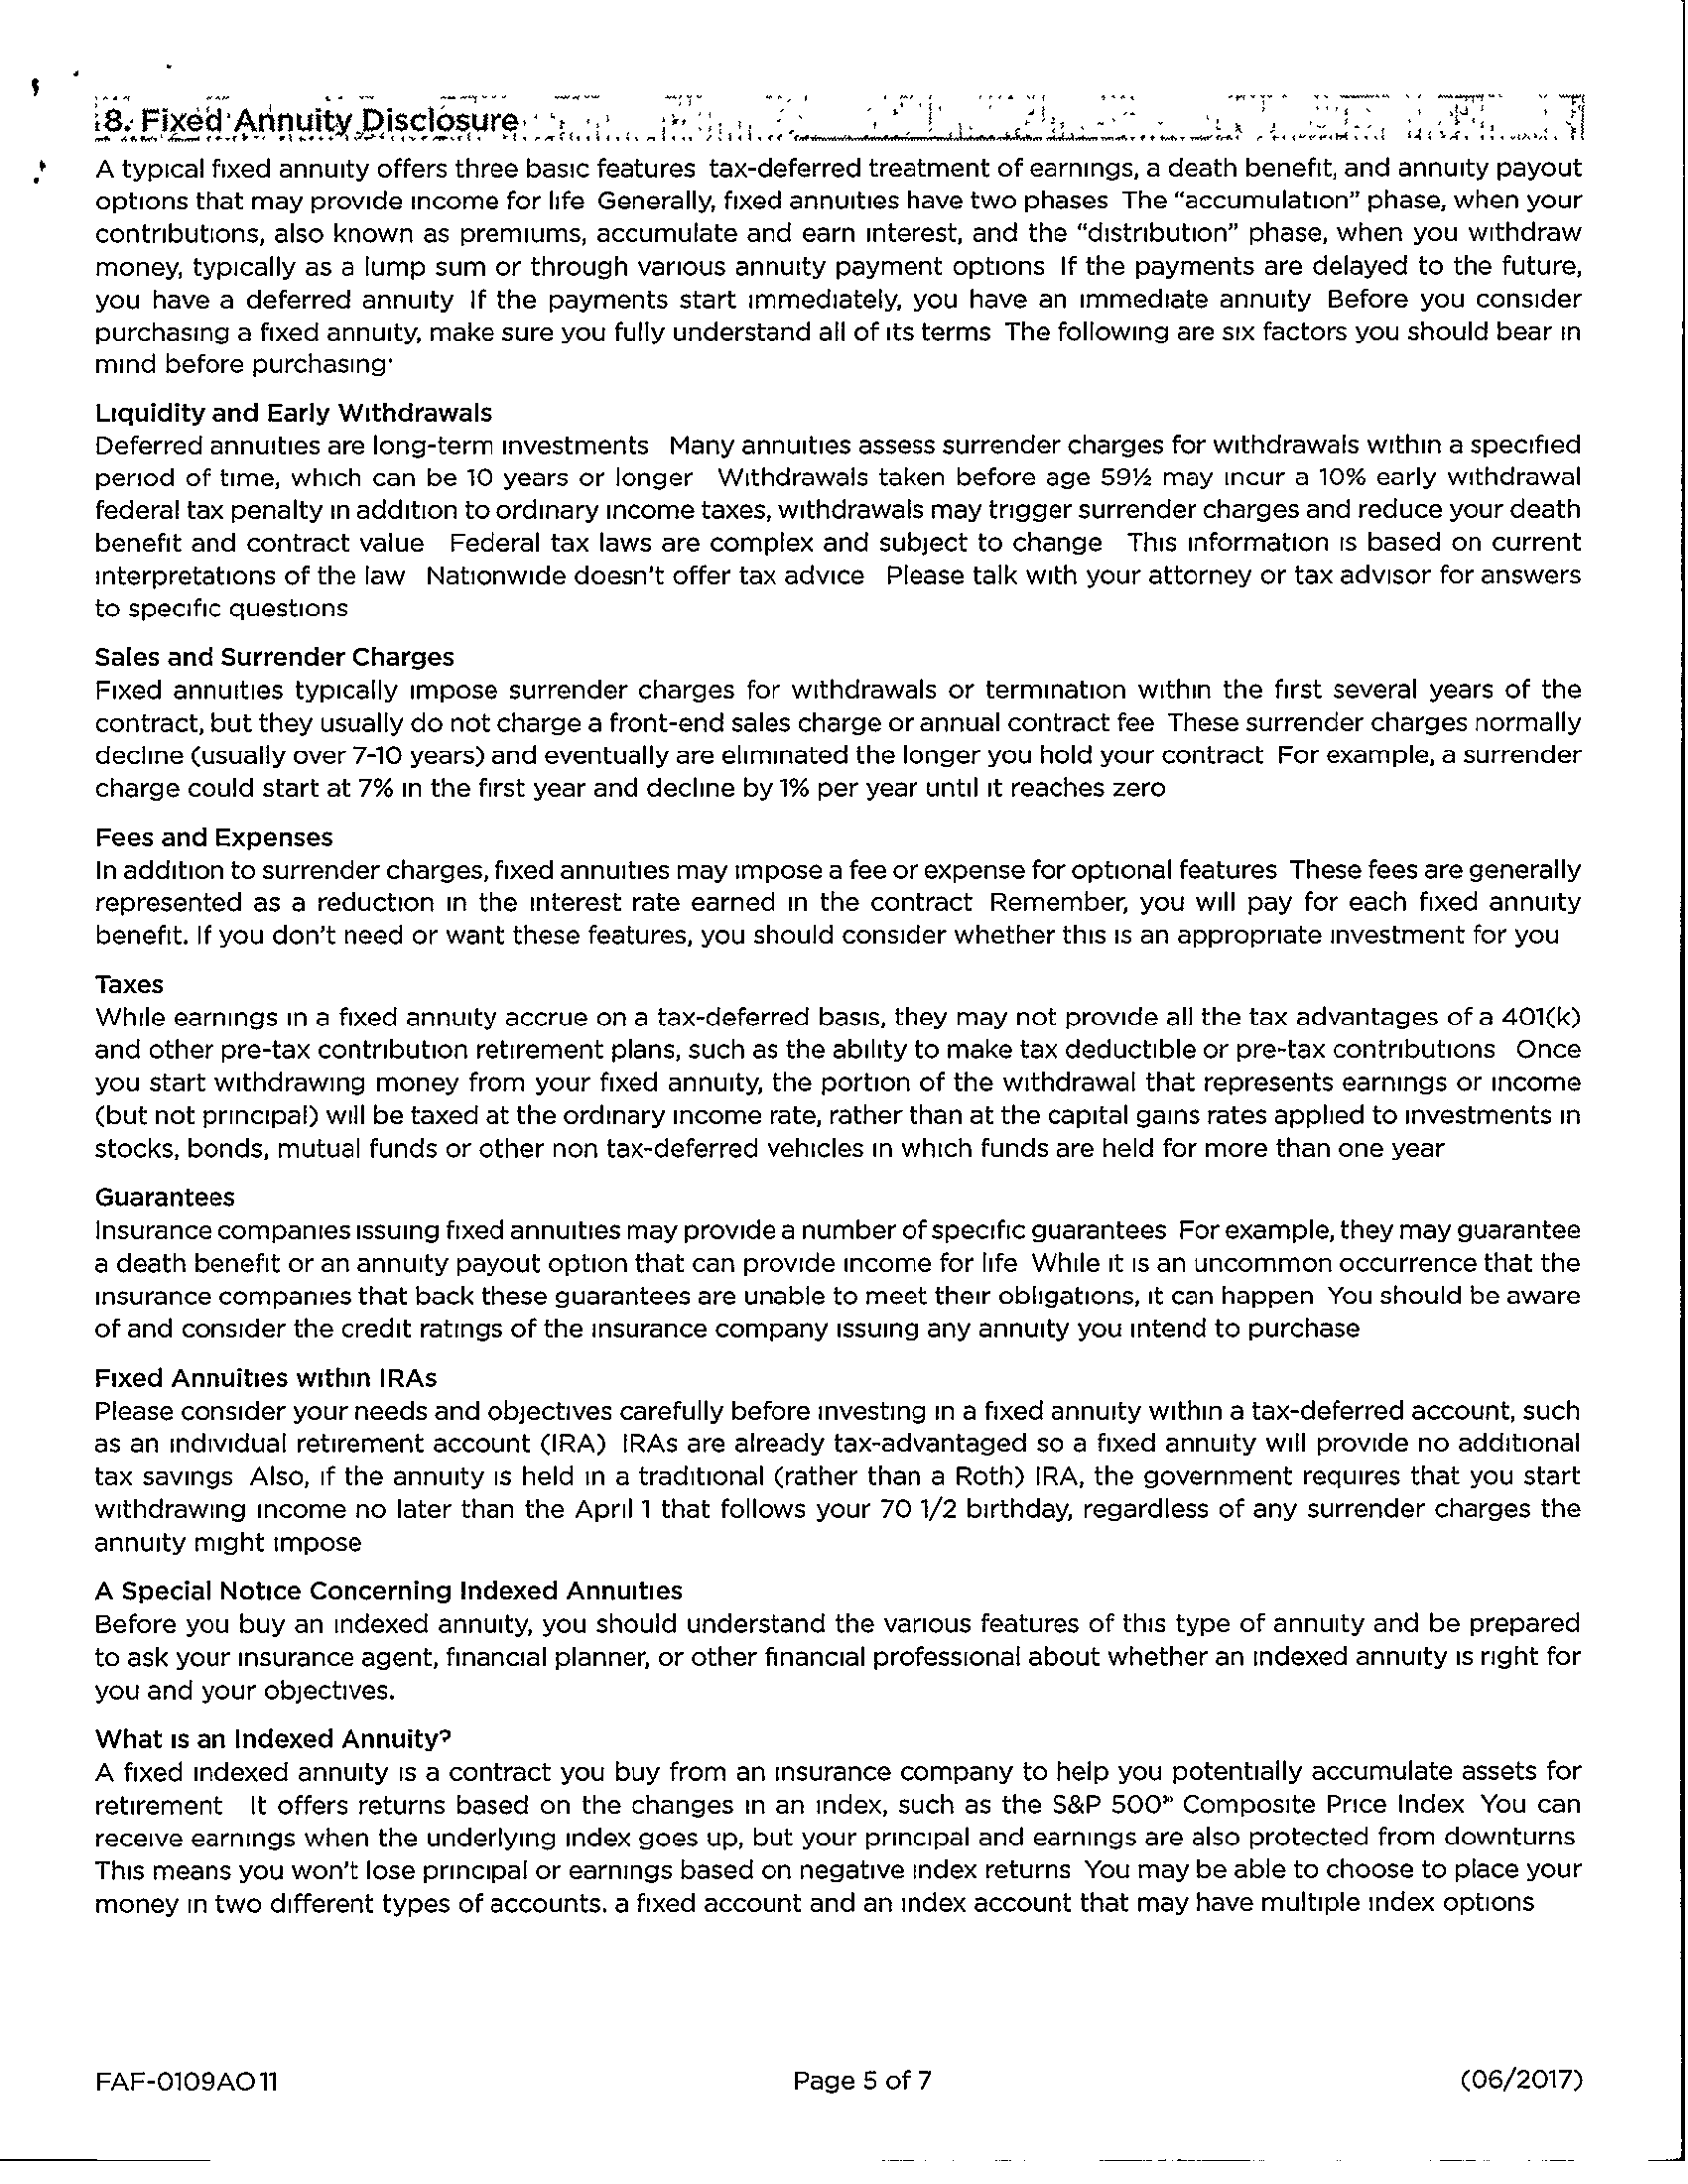 8. Fixed Annuity Disclosure
A typical fixed annuity offers three basic features tax-deferred treatment of earnings, a death benefit, and annuity payout
options that may provide income for life Generally, fixed annuities have two phases The “accumulation” phase, when your
contributions, also known as premiums, accumulate and earn interest, and the “distribution” phase, when you withdraw
money, typically as a lump sum or through various annuity payment options If the payments are delayed to the future,
you have a deferred annuity If the payments start immediately, you have an immediate annuity Before you consider
purchasing a fixed annuity, make sure you fully understand all of its terms The following are six factors you should bear in
mind before purchasing:
Liquidity and Early Withdrawals
Deferred annuities are long-term investments Many annuities assess surrender charges for withdrawals within a specified
period of time, which can be 10 years or longer Withdrawals taken before age 59½ may incur a 10% early withdrawal
federal tax penalty in addition to ordinary income taxes, withdrawals may trigger surrender charges and reduce your death
benefit and contract value Federal tax laws are complex and subject to change This information is based on current
interpretations of the law Nationwide doesn't offer tax advice Please talk with your attorney or tax advisor for answers
to specific questions
Sales and Surrender Charges
Fixed annuities typically impose surrender charges for withdrawals or termination within the first several years of the
contract, but they usually do not charge a front-end sales charge or annual contract fee These surrender charges normally
decline (usually over 7-10 years) and eventually are eliminated the longer you hold your contract For example, a surrender
charge could start at 7% in the first year and decline by 1% per year until it reaches zero
Fees and Expenses
In addition to surrender charges, fixed annuities may impose a fee or expense for optional features These fees are generally
represented as a reduction in the interest rate earned in the contract Remember, you will pay for each fixed annuity
benefit. If you don't need or want these features, you should consider whether this is an appropriate investment for you
Taxes
While earnings in a fixed annuity accrue on a tax-deferred basis, they may not provide all the tax advantages of a 401(k)
and other pre-tax contribution retirement plans, such as the ability to make tax deductible or pre-tax contributions Once
you start withdrawing money from your fixed annuity, the portion of the withdrawal that represents earnings or income
(but not principal) will be taxed at the ordinary income rate, rather than at the capital gains rates applied to investments in
stocks, bonds, mutual funds or other non tax-deferred vehicles in which funds are held for more than one year
Guarantees
Insurance companies issuing fixed annuities may provide a number of specific guarantees For example, they may guarantee
a death benefit or an annuity payout option that can provide income for life While it is an uncommon occurrence that the
insurance companies that back these guarantees are unable to meet their obligations, it can happen You should be aware
of and consider the credit ratings of the insurance company issuing any annuity you intend to purchase
Fixed Annuities within IRAs
Please consider your needs and objectives carefully before investing in a fixed annuity within a tax-deferred account, such
as an individual retirement account (IRA) IRAs are already tax-advantaged so a fixed annuity will provide no additional
tax savings Also, if the annuity is held in a traditional (rather than a Roth) IRA, the government requires that you start
withdrawing income no later than the April 1 that follows your 70 1/2 birthday, regardless of any surrender charges the
annuity might impose
A Special Notice Concerning Indexed Annuities
Before you buy an indexed annuity, you should understand the various features of this type of annuity and be prepared
to ask your insurance agent, financial planner, or other financial professional about whether an indexed annuity is right for
you and your objectives.
What is an Indexed Annuity?
A fixed indexed annuity is a contract you buy from an insurance company to help you potentially accumulate assets for
retirement It offers returns based on the changes in an index, such as the S&P 500® Composite Price Index You can
receive earnings when the underlying index goes up, but your principal and earnings are also protected from downturns
This means you won't lose principal or earnings based on negative index returns You may be able to choose to place your
money in two different types of accounts. a fixed account and an index account that may have multiple index options
FAF-0109AO 11 Page 5 of 7 (06/2017)